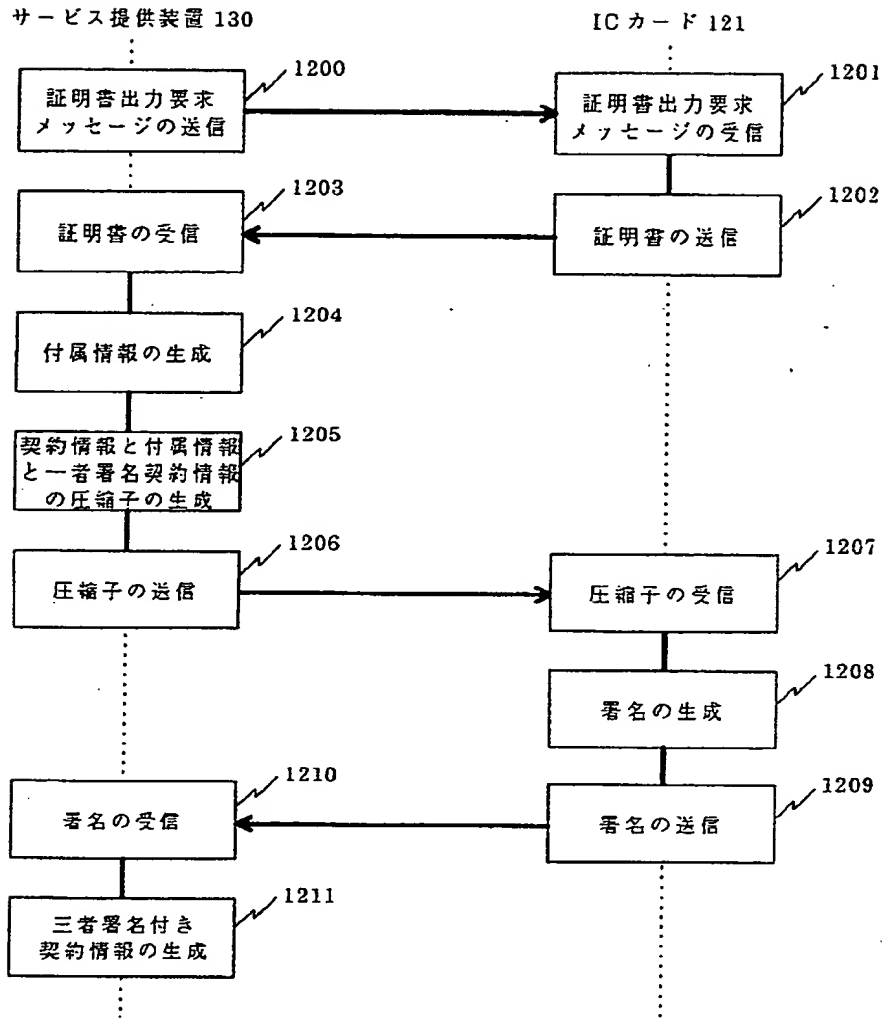 サービス提供装置 130
ICカード 121
1200
証明書出力要求
メッセージの送信
1201
証明書出力要求
メッセージの受信
1203
証明書の受信
1202
証明書の送信
1204
付属情報の生成
1205
契約情報と付属情報
と一者署名契約情報
の圧縮子の生成
1206
圧縮子の送信
1207
圧縮子の受信
1208
署名の生成
1210
署名の受信
1209
署名の送信
1211
三者署名付き
契約情報の生成